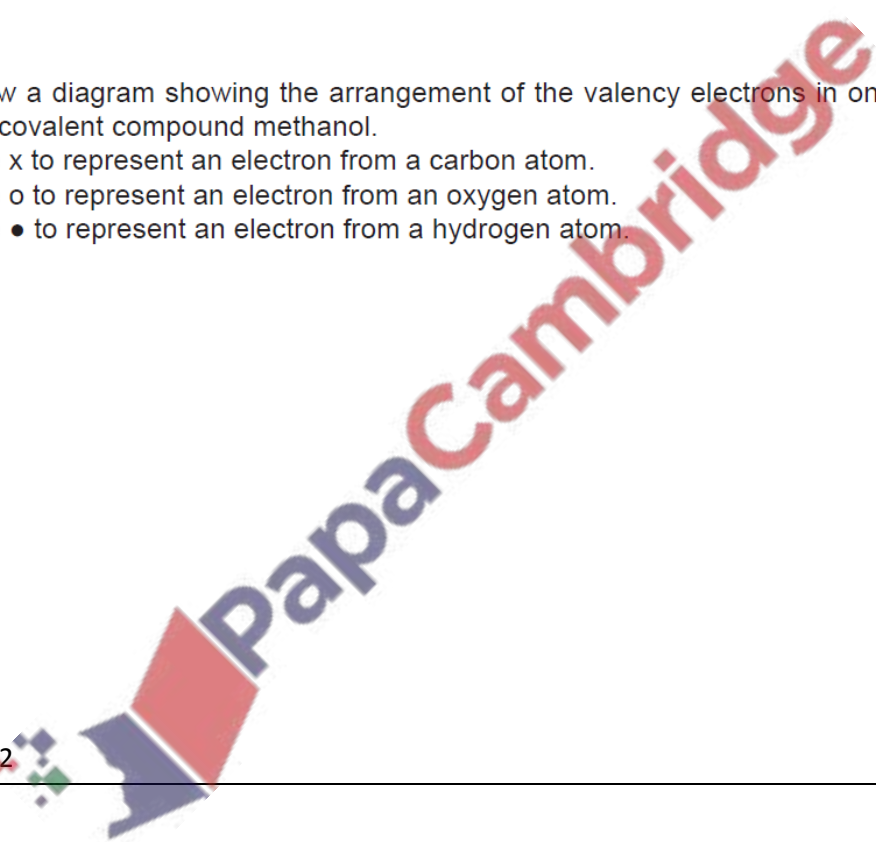 w a diagram showing the arrangement of the valency electrons in on
covalent compound methanol.
x to represent an electron from a carbon atom.
o to represent an electron from an oxygen atom.
● to represent an electron from a hydrogen atom.
PapaCambridge
2